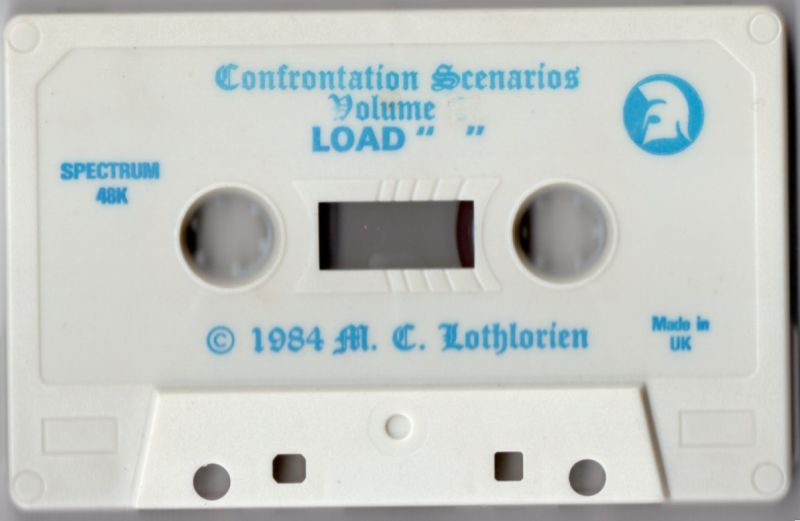 Confrontation Scenarios
Volume
LOAD “ ”
SPECTRUM
48K
© 1984 M. C. Lothlorien
Made in
UK